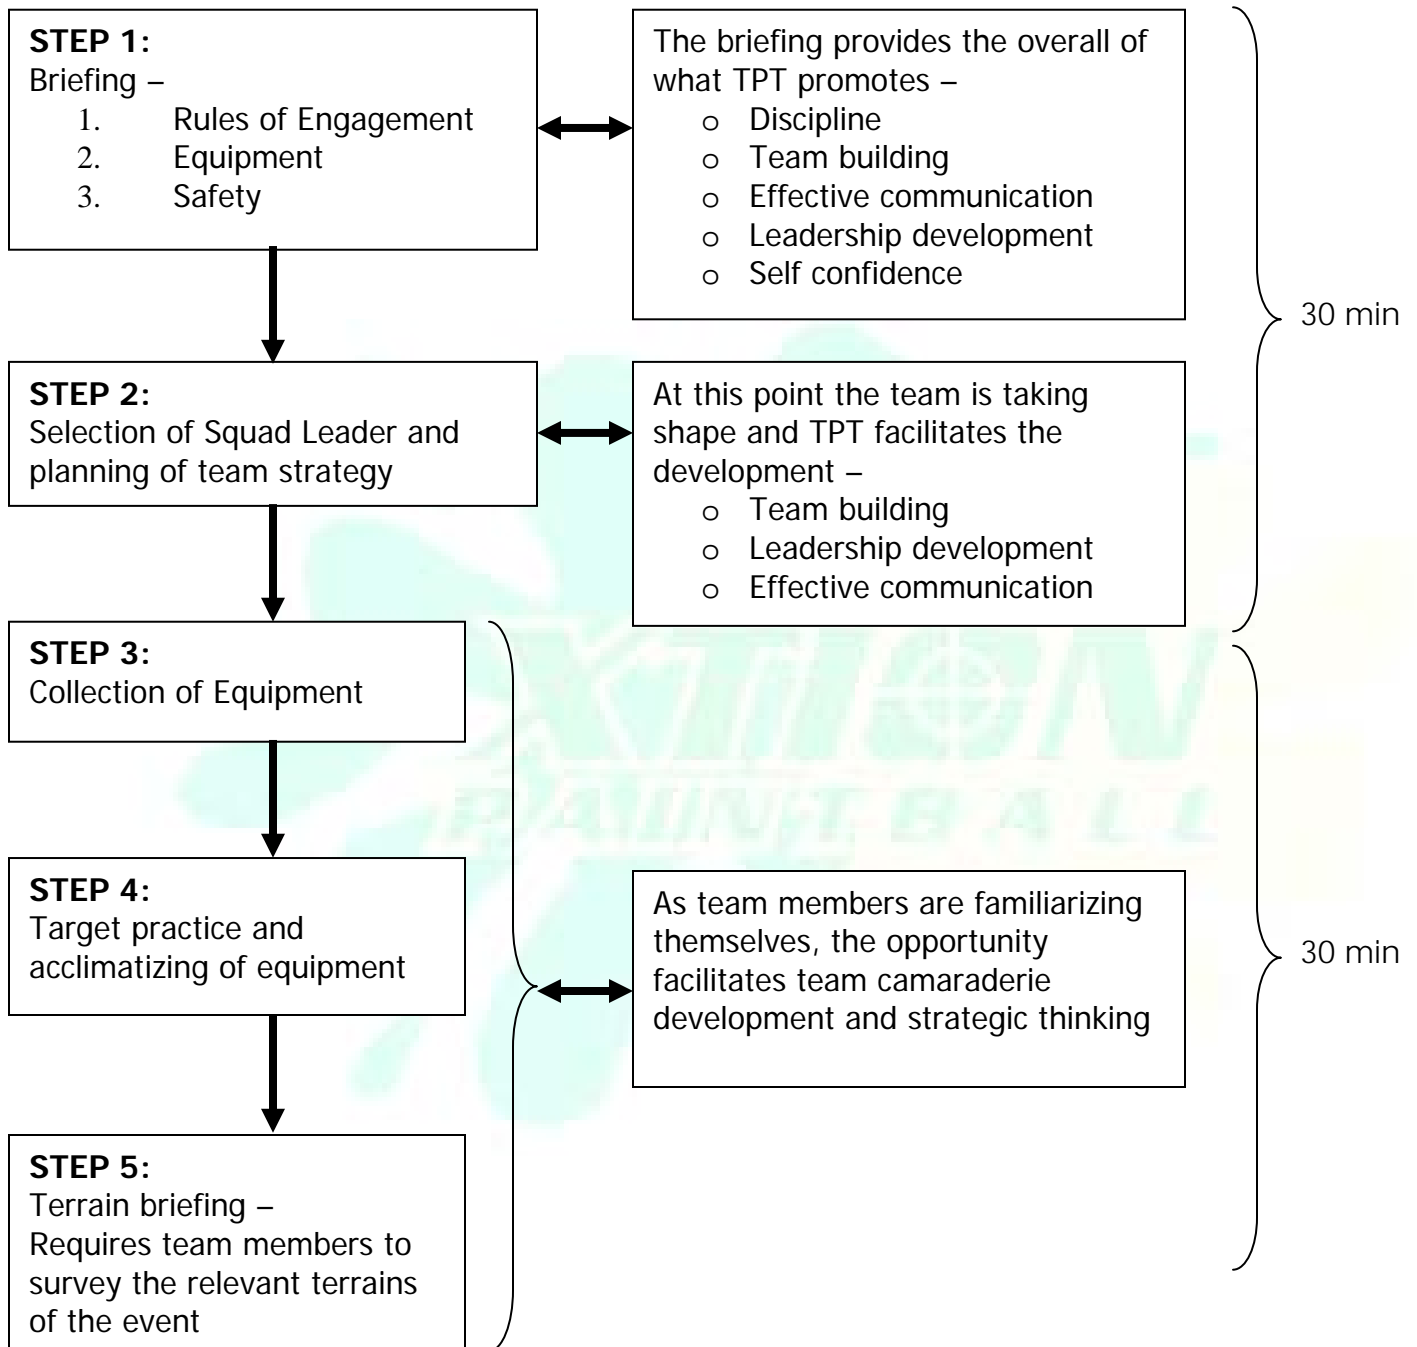 STEP 1:
Briefing –
1. Rules of Engagement
2. Equipment
3. Safety
The briefing provides the overall of
what TPT promotes –
o Discipline
o Team building
o Effective communication
o Leadership development
o Self confidence
30 min
STEP 2:
Selection of Squad Leader and
planning of team strategy
At this point the team is taking
shape and TPT facilitates the
development –
o Team building
o Leadership development
o Effective communication
STEP 3:
Collection of Equipment
XTION
PAINTBALL
STEP 4:
Target practice and
acclimatizing of equipment
As team members are familiarizing
themselves, the opportunity
facilitates team camaraderie
development and strategic thinking
30 min
STEP 5:
Terrain briefing –
Requires team members to
survey the relevant terrains
of the event